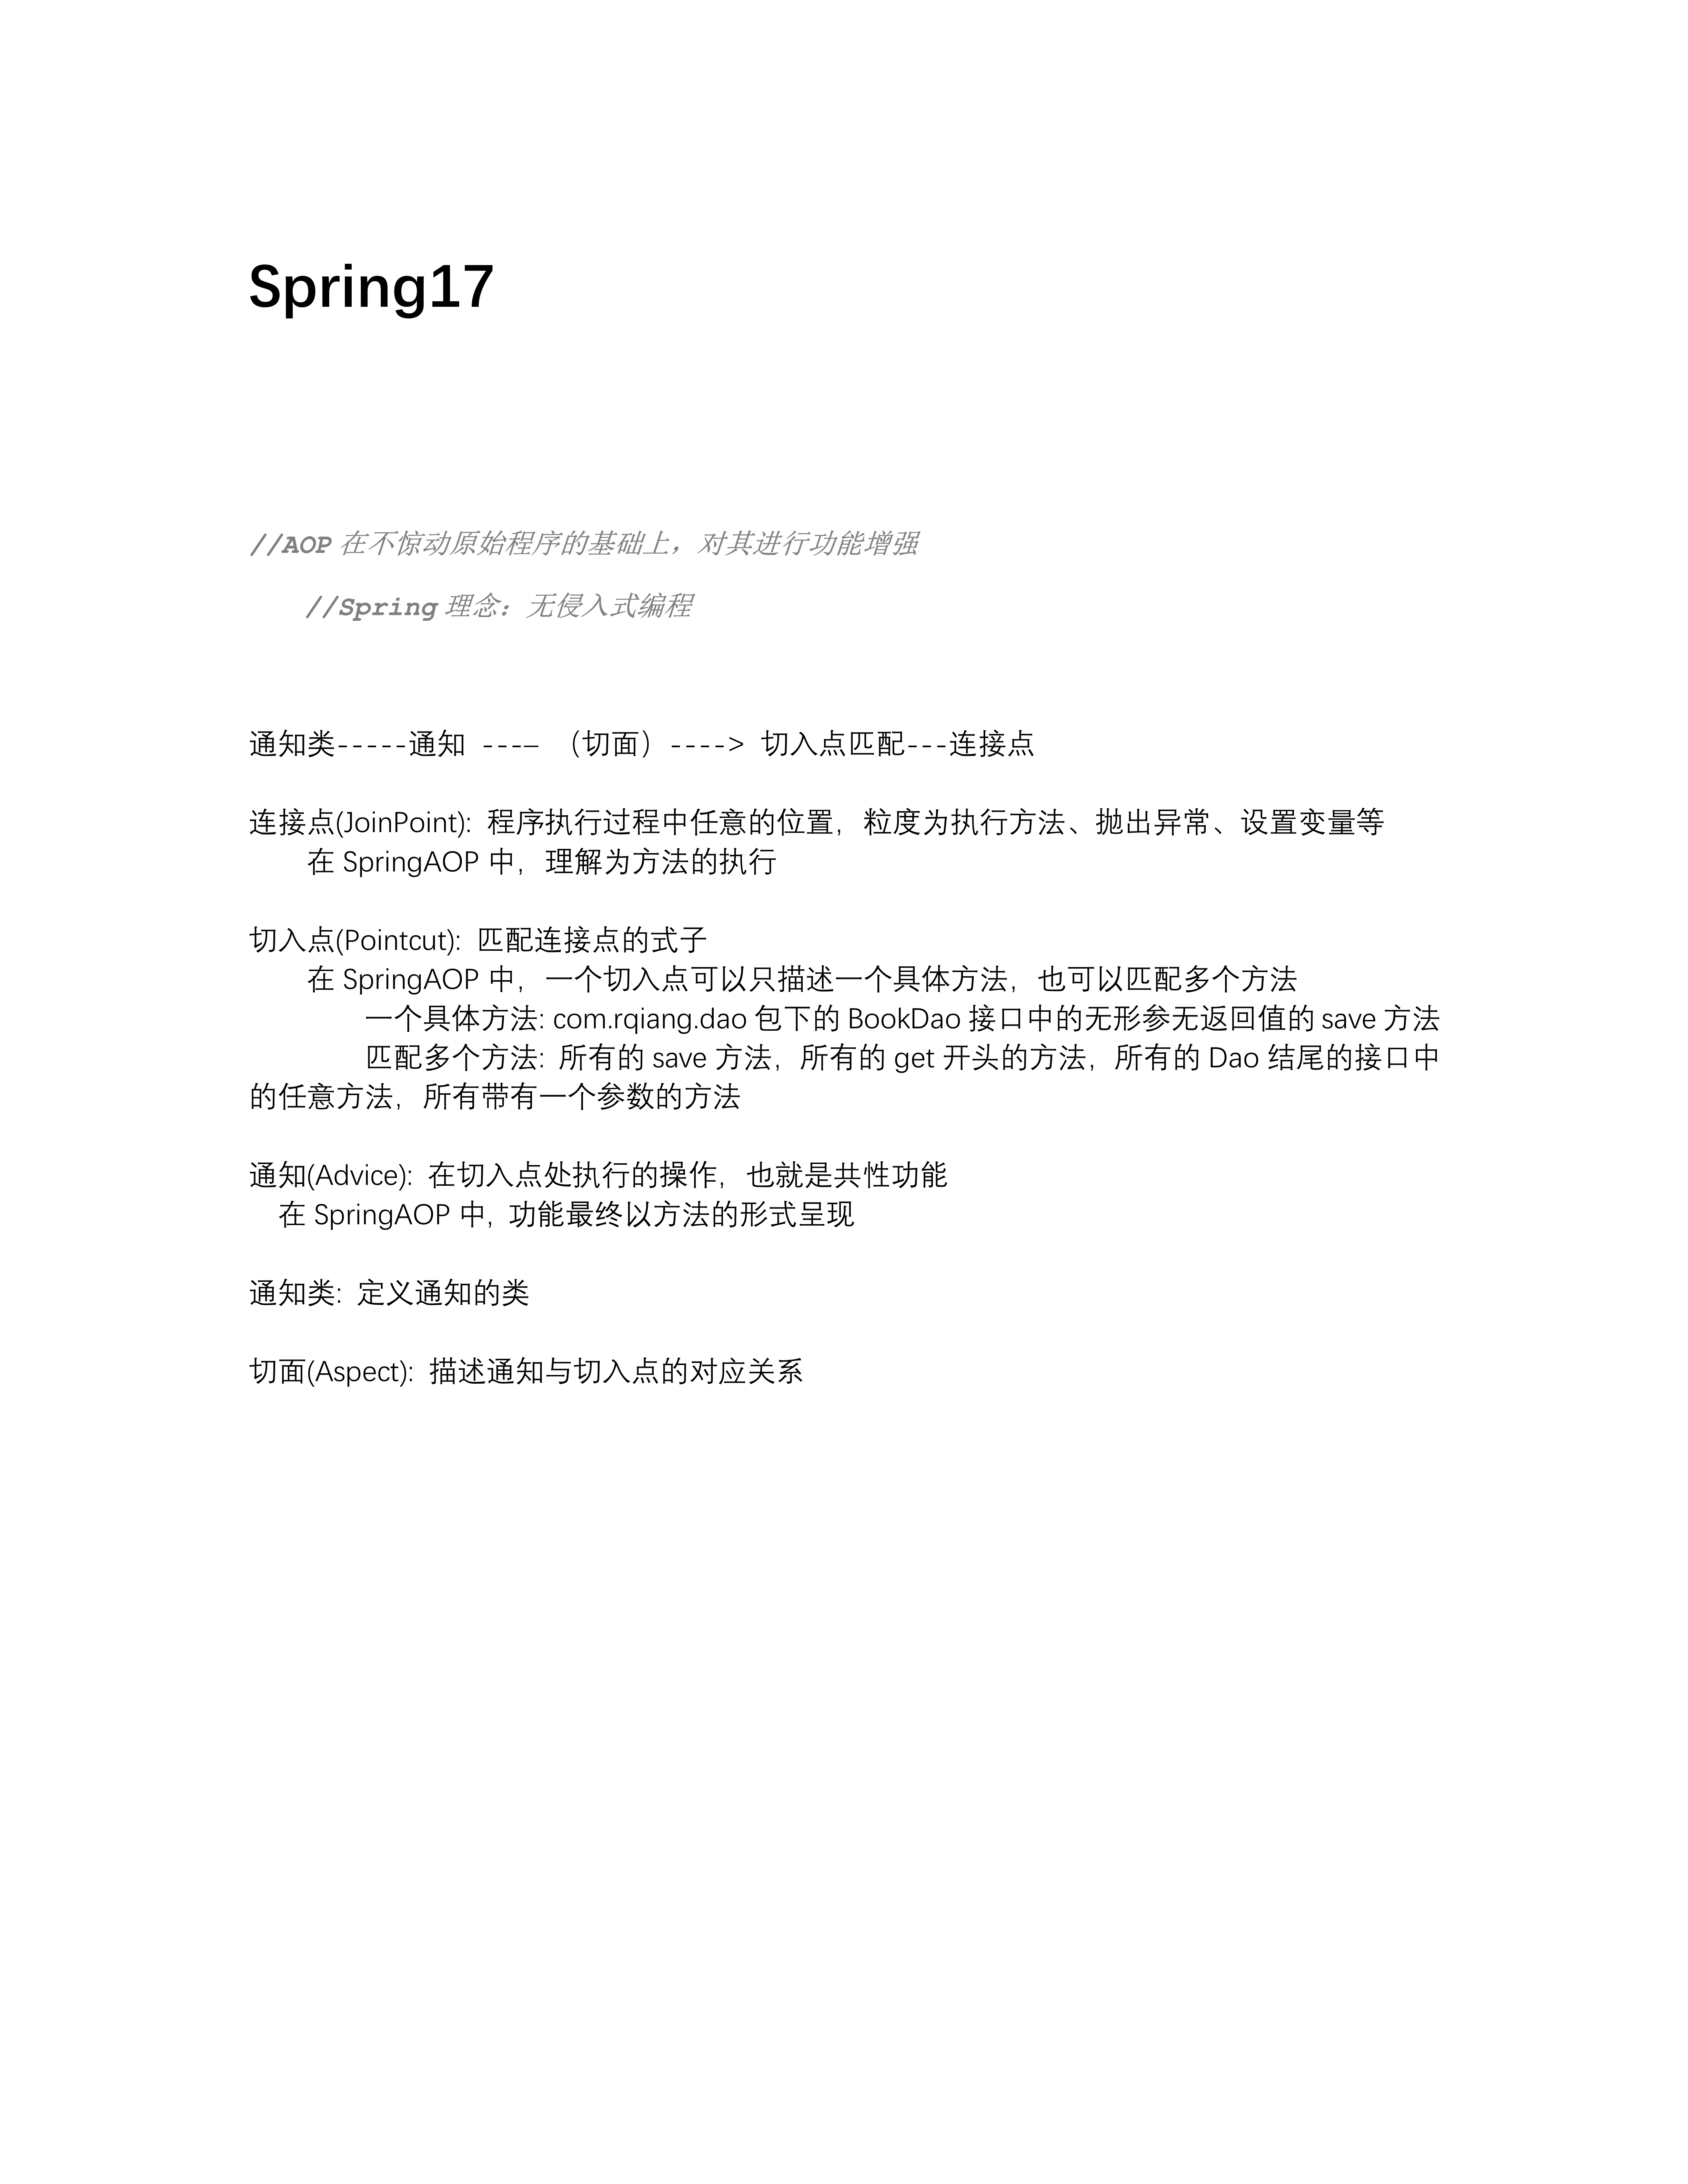 Spring17
//AOP 在不惊动原始程序的基础上，对其进行功能增强
//Spring 理念：无侵入式编程
通知类-----通知 ---– （切面）----> 切入点匹配---连接点
连接点(JoinPoint): 程序执行过程中任意的位置，粒度为执行方法、抛出异常、设置变量等
在 SpringAOP 中，理解为方法的执行
切入点(Pointcut): 匹配连接点的式子
在 SpringAOP 中，一个切入点可以只描述一个具体方法，也可以匹配多个方法
一个具体方法: com.rqiang.dao 包下的 BookDao 接口中的无形参无返回值的 save 方法
匹配多个方法: 所有的 save 方法，所有的 get 开头的方法，所有的 Dao 结尾的接口中
的任意方法，所有带有一个参数的方法
通知(Advice): 在切入点处执行的操作，也就是共性功能
在 SpringAOP 中, 功能最终以方法的形式呈现
通知类: 定义通知的类
切面(Aspect): 描述通知与切入点的对应关系